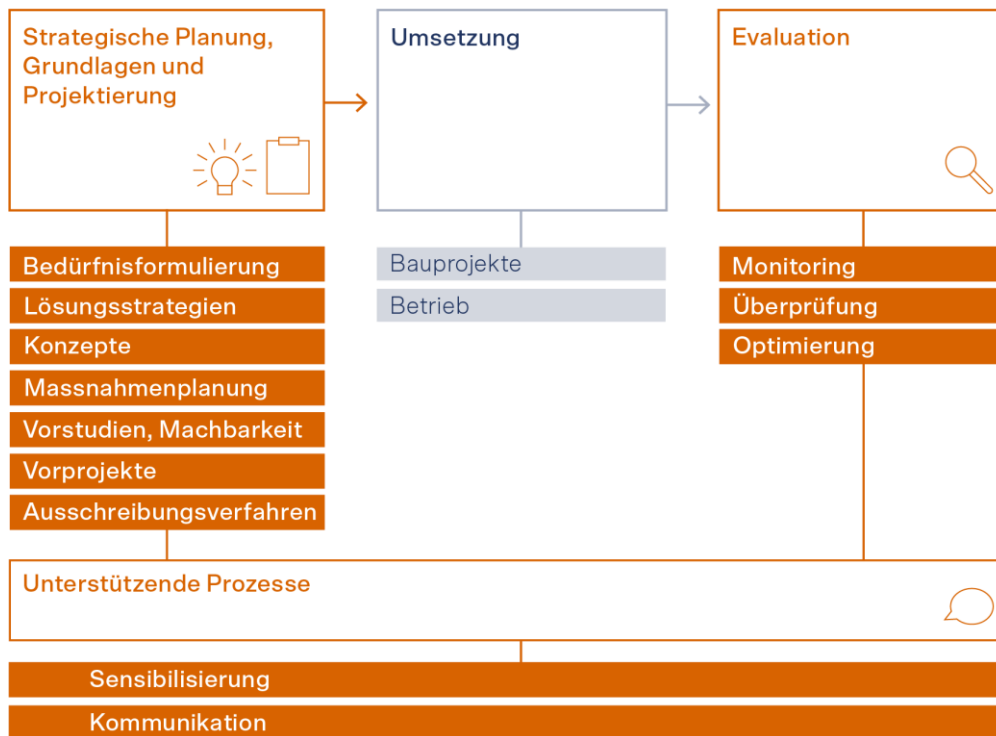 Strategische Planung,
Grundlagen und
Projektierung
Umsetzung
Evaluation
Bedürfnisformulierung
Lösungsstrategien
Konzepte
Massnahmenplanung
Vorstudien, Machbarkeit
Vorprojekte
Ausschreibungsverfahren
Bauprojekte
Betrieb
Monitoring
Überprüfung
Optimierung
Unterstützende Prozesse
Sensibilisierung
Kommunikation